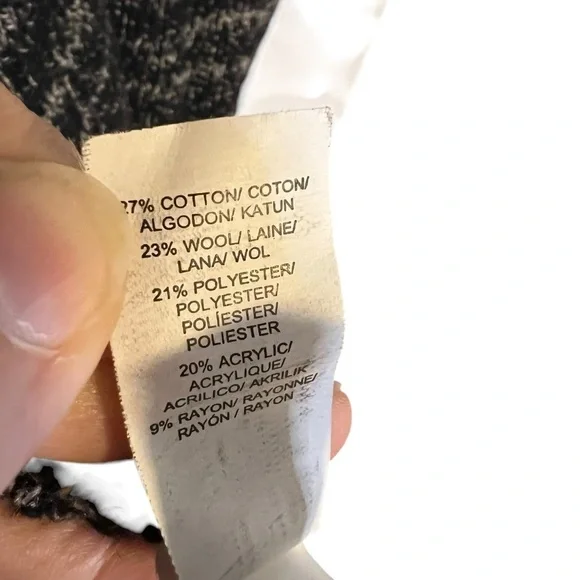 27% COTTON/ COTON/
ALGODON/ KATUN
23% WOOL/ LAINE/
LANA/ WOL
21% POLYESTER/
POLYESTER/
POLÍESTER/
POLIESTER
20% ACRYLIC/
ACRYLIQUE/
ACRILICO/ AKRILIK
9% RAYON/ RAYONNE/
RAYÓN / RAYON